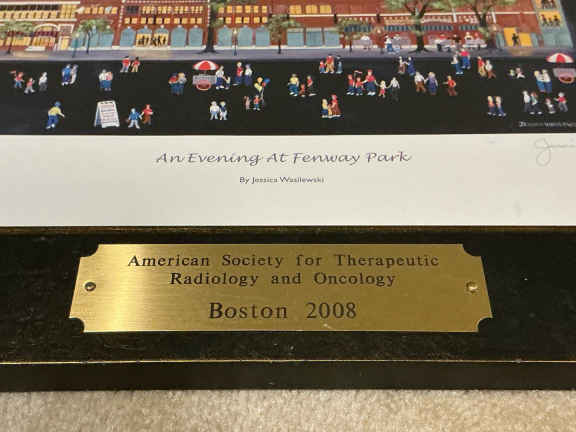 An Evening At Fenway Park
By Jessica Wasilewski
American Society for Therapeutic
Radiology and Oncology
Boston 2008